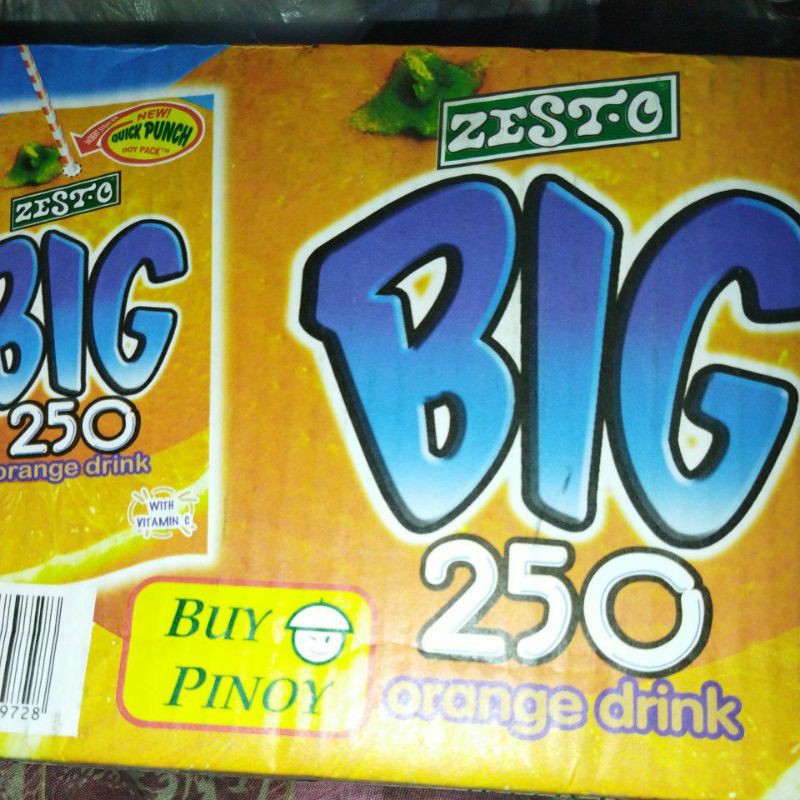 NEW!
QUICK PUNCH
DOY PACK™
ZEST-O
BIG
250
orange drink
WITH
VITAMIN C
9728
ZEST-O
BIG
250
orange drink
BUY
PINOY